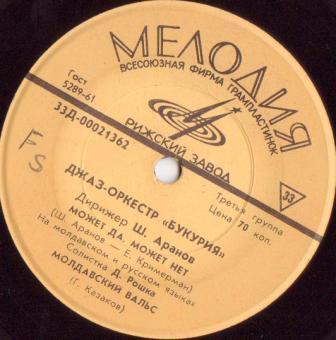 МЕЛОДИЯ
ВСЕСОЮЗНАЯ ФИРМА ГРАМПЛАСТИНОК
РИЖСКИЙ ЗАВОД
Гост
5289-61
33Д-00021362
33
Третья группа
Цена 70 коп.
FS
ДЖАЗ-ОРКЕСТР «БУКУРИЯ»
Дирижер Ш. Аранов
МОЖЕТ ДА, МОЖЕТ НЕТ
(Ш. Аранов — Е. Кримерман)
На молдавском и русском языках
Солистка Д. Рошка
МОЛДАВСКИЙ ВАЛЬС
(Г. Казаков)